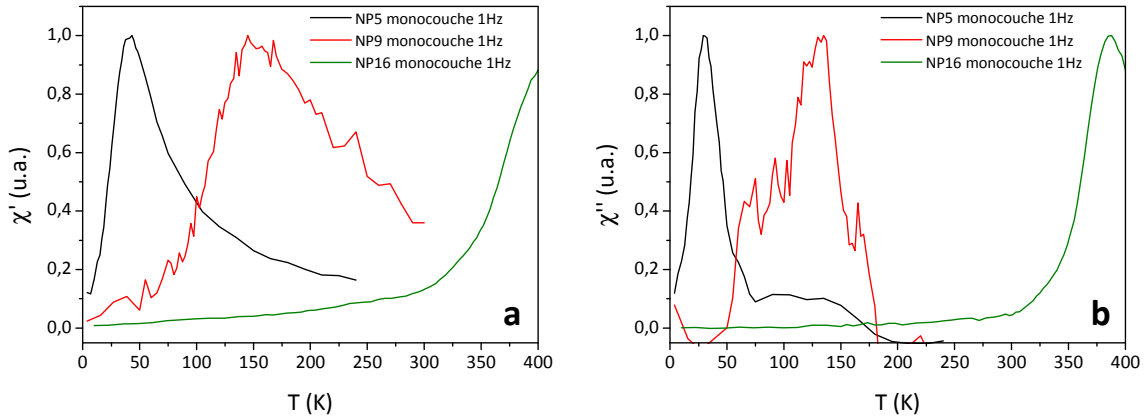 NP5 monocouche 1Hz
NP9 monocouche 1Hz
NP16 monocouche 1Hz
1,0
0,8
0,6
0,4
0,2
0,0
χ' (u.a.)
0 50 100 150 200 250 300 350 400
T (K)
a
NP5 monocouche 1Hz
NP9 monocouche 1Hz
NP16 monocouche 1Hz
1,0
0,8
0,6
0,4
0,2
0,0
χ'' (u.a.)
0 50 100 150 200 250 300 350 400
T (K)
b